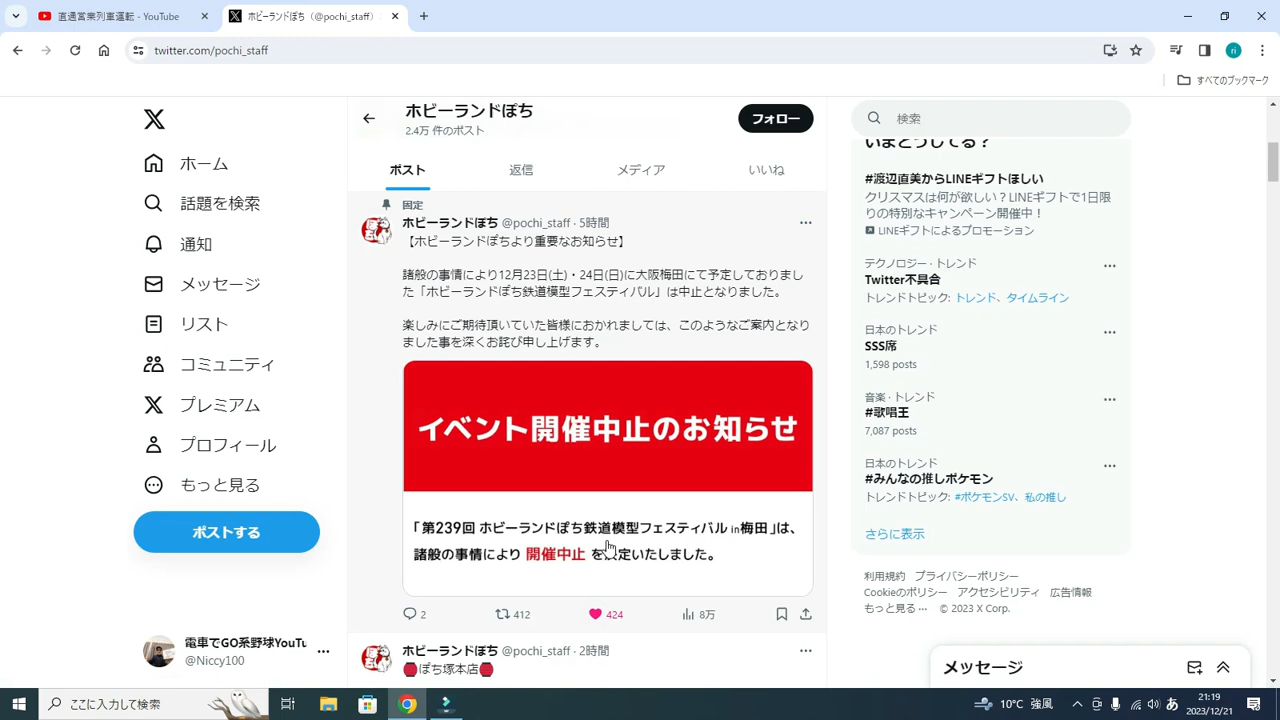 直通営業列車運転 - YouTube
ホビーランドぽち (@pochi_staff)
twitter.com/pochi_staff
ri
すべてのブックマーク
ホーム
話題を検索
通知
メッセージ
リスト
コミュニティ
プレミアム
プロフィール
もっと見る
ポストする
電車でGO系野球YouTu
@Niccy100
ホビーランドぽち
2.4万 件のポスト
フォロー
ポスト
返信
メディア
いいね
固定
ホビーランドぽち @pochi_staff · 5時間
【ホビーランドぽちより重要なお知らせ】
諸般の事情により12月23日(土)・24日(日)に大阪梅田にて予定しておりまし
た「ホビーランドぽち鉄道模型フェスティバル」は中止となりました。
楽しみにご期待頂いていた皆様におかれましては、このようなご案内となり
ました事を深くお詫び申し上げます。
イベント開催中止のお知らせ
「第239回 ホビーランドぽち鉄道模型フェスティバル in梅田」は、
諸般の事情により 開催中止 を決定いたしました。
2
412
424
8万
ホビーランドぽち @pochi_staff · 2時間
ぽち塚本店
検索
いまどうしてる？
#渡辺直美からLINEギフトほしい
クリスマスは何が欲しい？LINEギフトで1日限
りの特別なキャンペーン開催中！
LINEギフトによるプロモーション
テクノロジー · トレンド
Twitter不具合
トレンドトピック: トレンド、タイムライン
日本のトレンド
SSS席
1,598 posts
音楽 · トレンド
#歌唱王
7,087 posts
日本のトレンド
#みんなの推しポケモン
トレンドトピック: #ポケモンSV、私の推し
さらに表示
利用規約 プライバシーポリシー
Cookieのポリシー アクセシビリティ 広告情報
もっと見る ··· © 2023 X Corp.
メッセージ
ここに入力して検索
10°C 強風
あ
21:19
2023/12/21